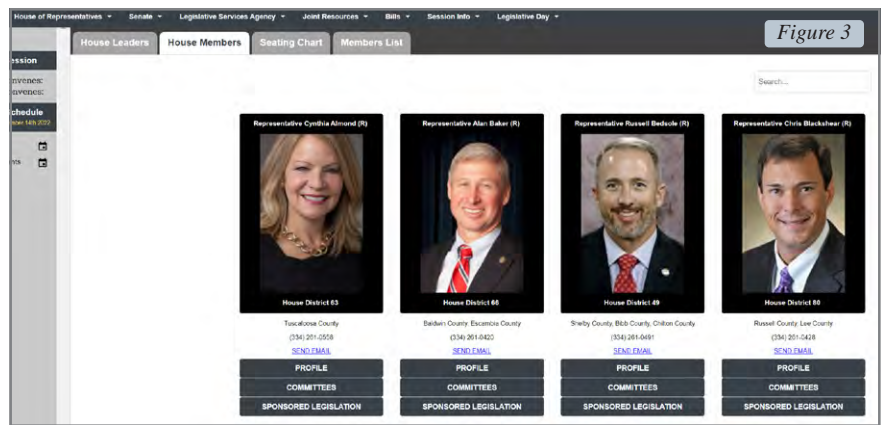 House of Representatives Senate Legislative Services Agency Joint Resources Bills Session Info Legislative Day
Figure 3
House Leaders House Members Seating Chart Members List
ession
nvenes:
nvenes:
Search...
chedule
Representative Cynthia Almond (R) Representative Alan Baker (R) Representative Russell Bedsole (R) Representative Chris Blackshear (R)
House District 63 House District 66 House District 49 House District 80
Tuscaloosa County Baldwin County, Escambia County Shelby County, Bibb County, Chilton County Russell County, Lee County
(334) 261-0558 (334) 261-0420 (334) 261-0491 (334) 261-0428
SEND EMAIL SEND EMAIL SEND EMAIL SEND EMAIL
PROFILE PROFILE PROFILE PROFILE
COMMITTEES COMMITTEES COMMITTEES COMMITTEES
SPONSORED LEGISLATION SPONSORED LEGISLATION SPONSORED LEGISLATION SPONSORED LEGISLATION